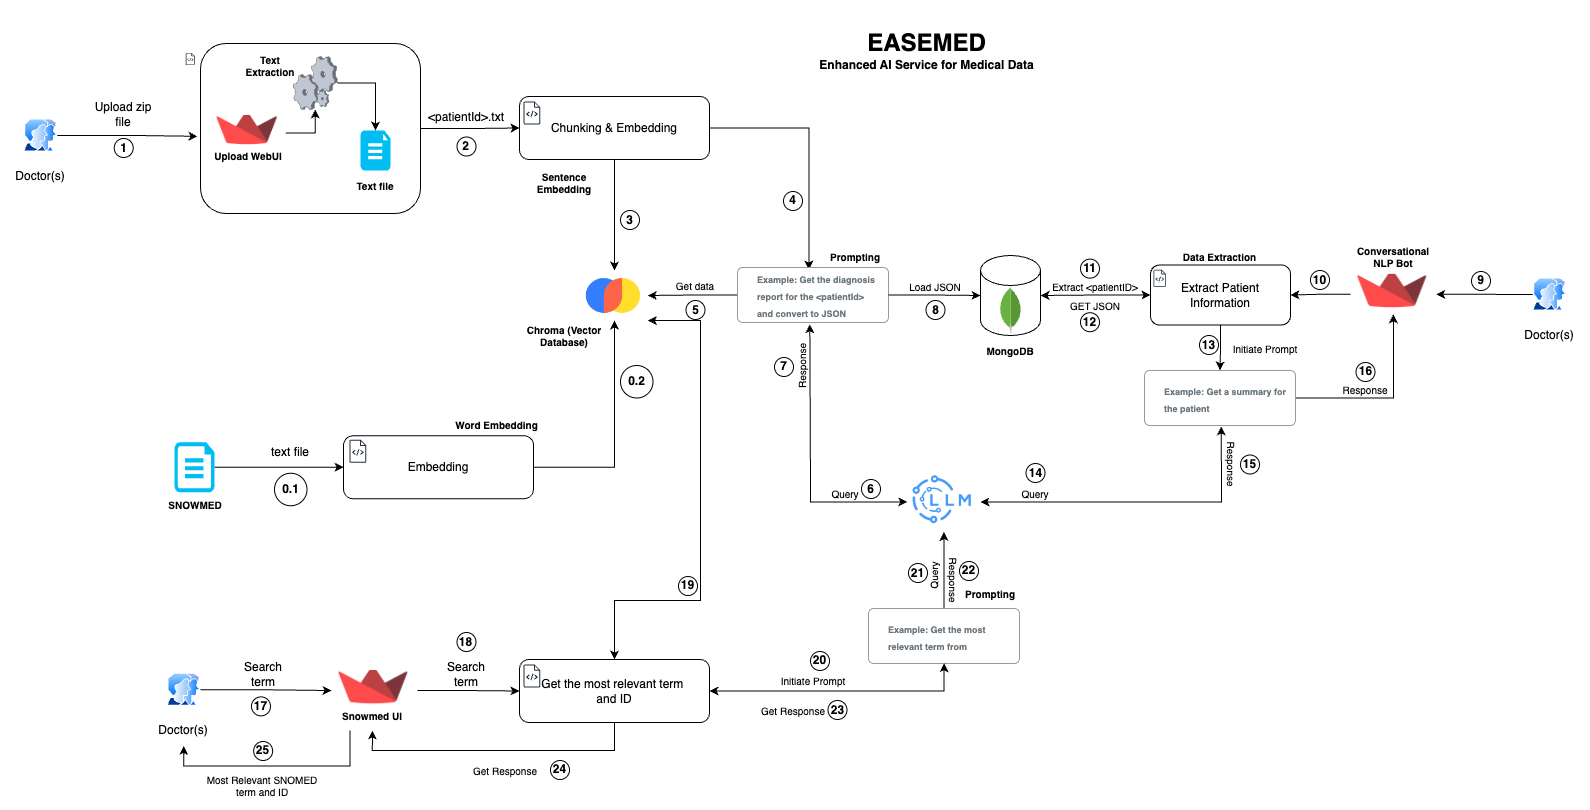 EASEMED
Enhanced AI Service for Medical Data
Text
Extraction
Upload WebUI
Text file
Upload zip
file
1
Doctor(s)
<patientId>.txt
2
</>
Chunking & Embedding
Sentence
Embedding
3
4
Chroma (Vector
Database)
Get data
5
Prompting
Example: Get the diagnosis
report for the <patientId>
and convert to JSON
Load JSON
8
MongoDB
11
Extract <patientID>
GET JSON
12
Data Extraction
</>
Extract Patient
Information
10
Conversational
NLP Bot
9
Doctor(s)
13
Initiate Prompt
Example: Get a summary for
the patient
16
Response
7
Response
0.2
Word Embedding
</>
Embedding
text file
0.1
SNOWMED
Query
6
LLM
14
Query
Response
15
21
Query
Response
22
Prompting
Example: Get the most
relevant term from
19
20
Initiate Prompt
Get Response
23
</>
Get the most relevant term
and ID
18
Search
term
Snowmed UI
Search
term
17
Doctor(s)
25
Most Relevant SNOMED
term and ID
Get Response
24